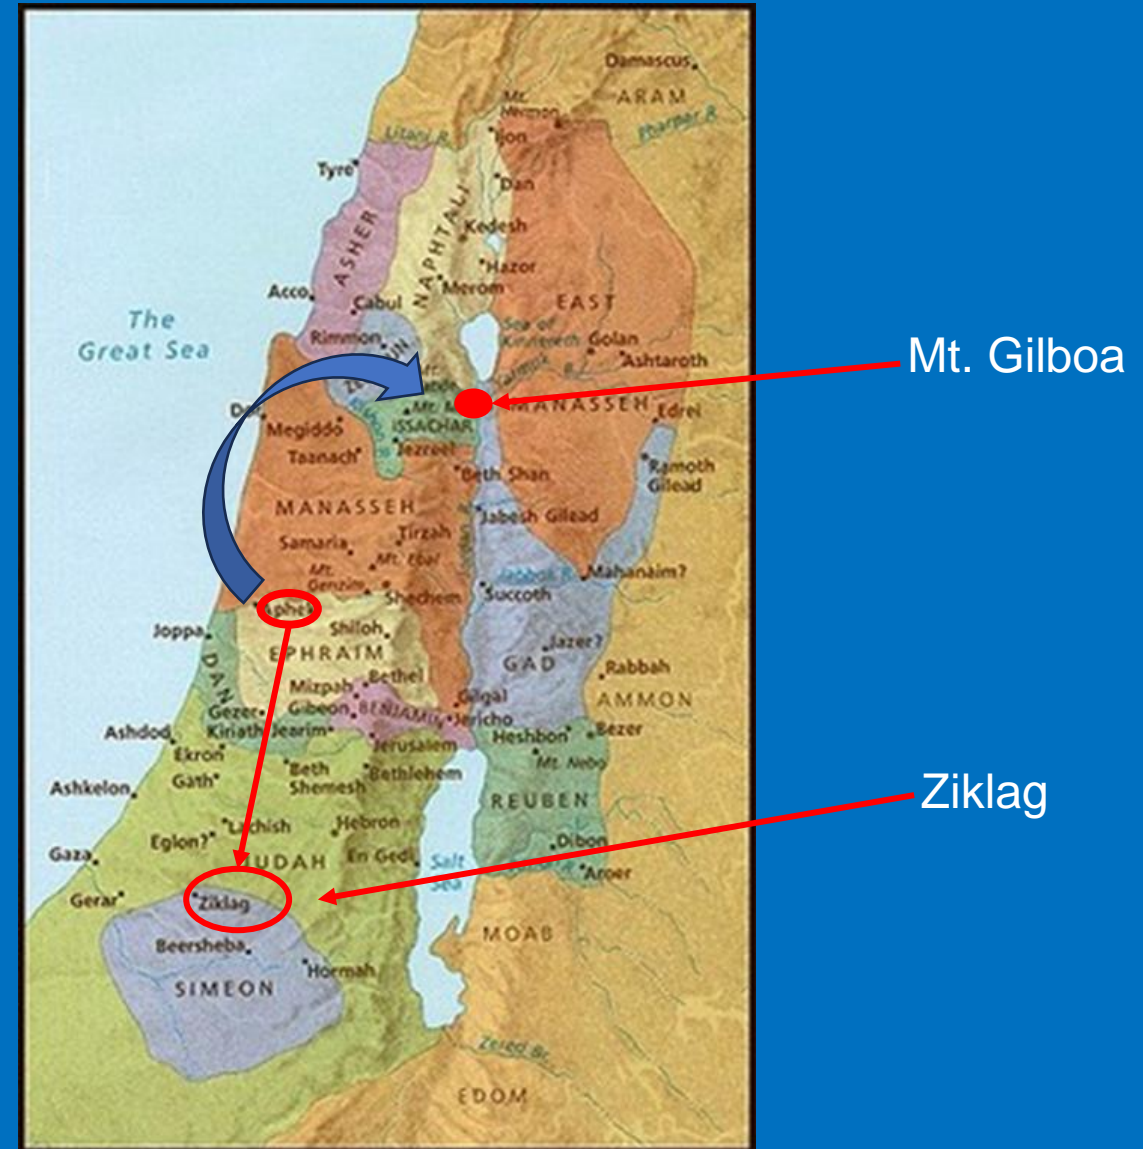 Damascus
ARAM
Mt.
Hermon
Ijon
Pharpar R.
Litani R.
Tyre
Dan
ASHER
NAPHTALI
Kedesh
Hazor
Merom
Acco
Cabul
EAST
The
Great Sea
Rimmon
Sea of
Kinnereth
Golan
Ashtaroth
Yarmuk
R.
Mt. Gilboa
Mt.
Mt.
MANASSEH
Edrei
ISSACHAR
Megiddo
Taanach
Jezreel
Beth Shan
Ramoth
Gilead
MANASSEH
Jabesh Gilead
Samaria
Tirzah
Mt. Ebal
Mt.
Gerizim
Shechem
Jabbok R.
Mahanaim?
Succoth
Joppa
Shiloh
EPHRAIM
Jazer?
GAD
DAN
Mizpah
Bethel
Rabbah
AMMON
Gezer
Gibeon
BENJAMIN
Gilgal
Jericho
Ashdod
Kiriath Jearim
Heshbon
Bezer
Ekron
Jerusalem
Mt. Nebo
Gath
Beth
Shemesh
Bethlehem
Ashkelon
REUBEN
Ziklag
Eglon?
Lachish
Hebron
Dibon
Gaza
JUDAH
En Gedi
Salt
Sea
Aroer
Gerar
Ziklag
MOAB
Beersheba
Hormah
SIMEON
Zered Br.
EDOM